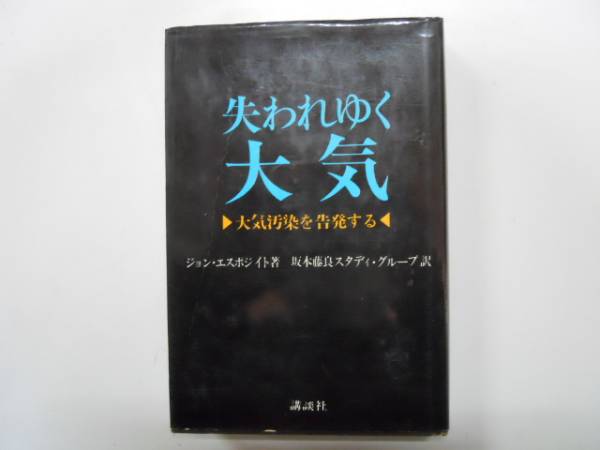 失われゆく
大気
▶大気汚染を告発する◀
ジョン・エスポジイト著 坂本藤良スタディ・グループ訳
講談社